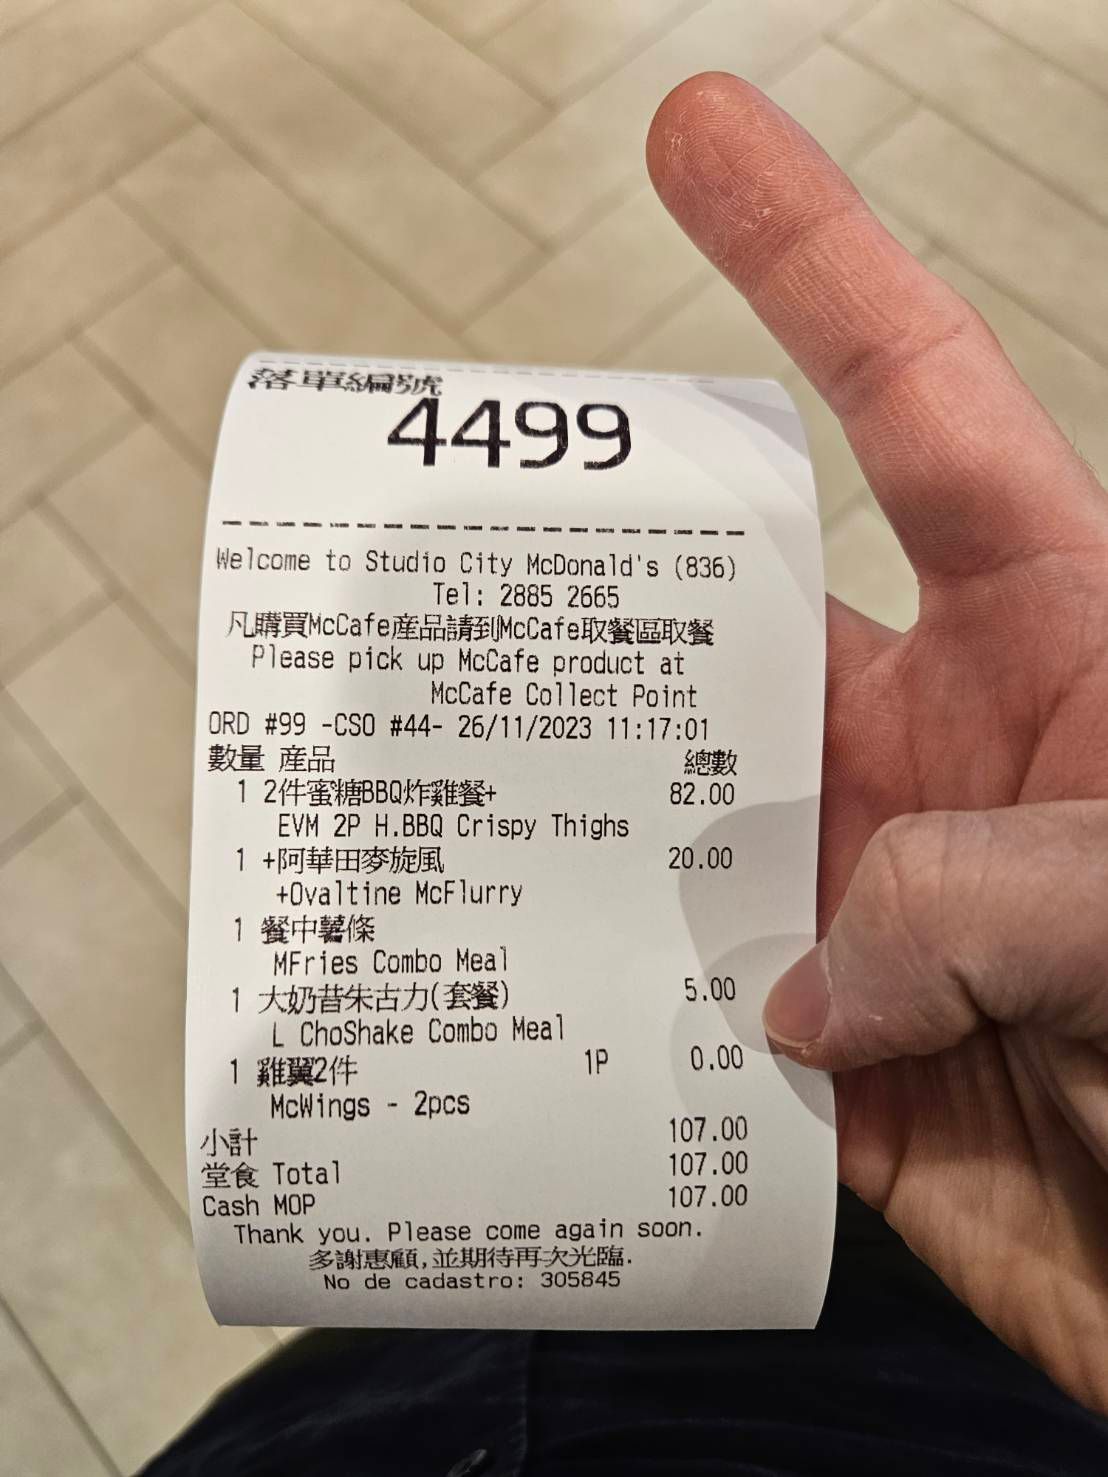 落單編號
4499
Welcome to Studio City McDonald's (836)
Tel: 2885 2665
凡購買McCafe産品請到McCafe取餐區取餐
Please pick up McCafe product at
McCafe Collect Point
ORD #99 -CSO #44- 26/11/2023 11:17:01
數量 産品 總數
1 2件蜜糖BBQ炸雞餐+ 82.00
EVM 2P H.BBQ Crispy Thighs
1 +阿華田麥旋風 20.00
+Ovaltine McFlurry
1 餐中薯條
MFries Combo Meal
1 大奶昔朱古力(套餐) 5.00
L ChoShake Combo Meal
1 雞翼2件 1P 0.00
McWings - 2pcs
小計 107.00
堂食 Total 107.00
Cash MOP 107.00
Thank you. Please come again soon.
多謝惠顧,並期待再次光臨.
No de cadastro: 305845